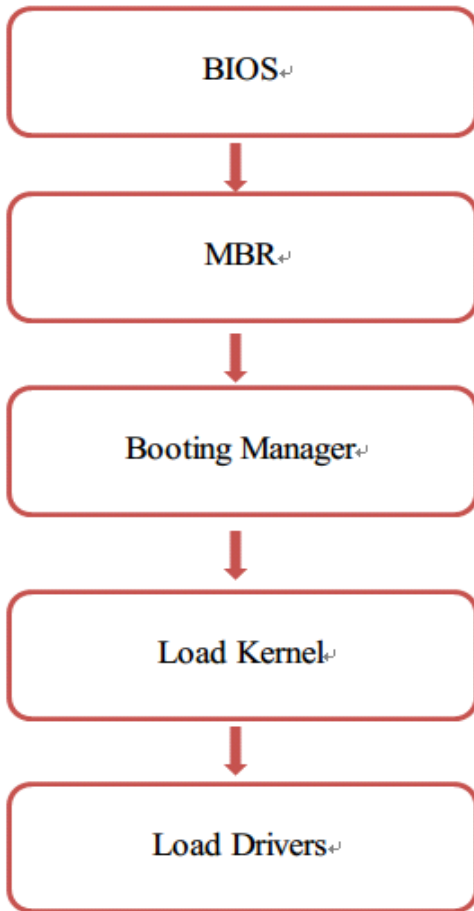 BIOS↵
MBR↵
Booting Manager↵
Load Kernel↵
Load Drivers↵